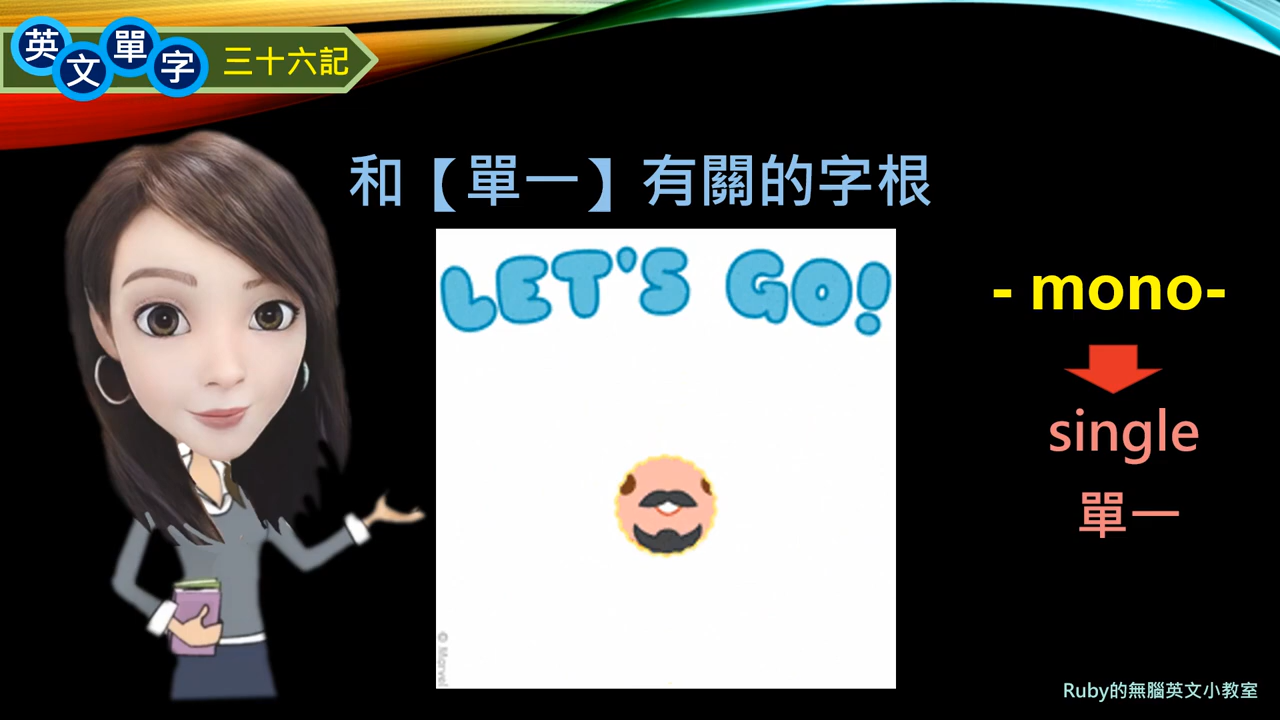 英文單字 三十六記
和【單一】有關的字根
LET'S GO!
- mono-
single
單一
© Marvel
Ruby的無腦英文小教室